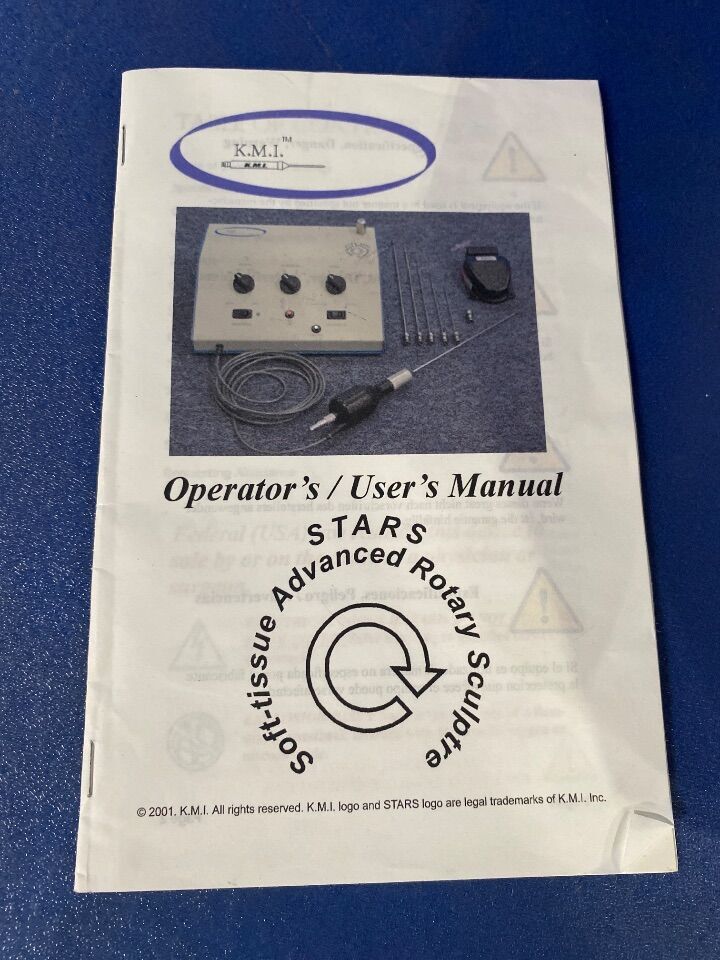 K.M.I.™
K.M.I.
Operator's / User's Manual
STARS
Soft-tissue Advanced Rotary Sculptre
© 2001. K.M.I. All rights reserved. K.M.I. logo and STARS logo are legal trademarks of K.M.I. Inc.